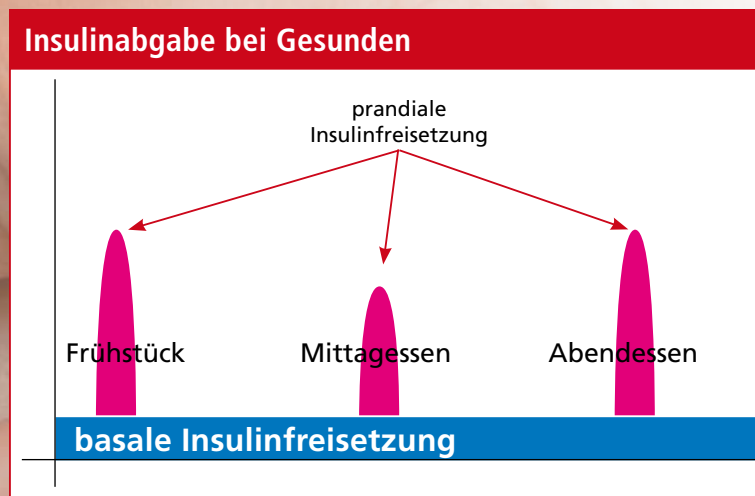 Insulinabgabe bei Gesunden
prandiale
Insulinfreisetzung
Frühstück
Mittagessen
Abendessen
basale Insulinfreisetzung